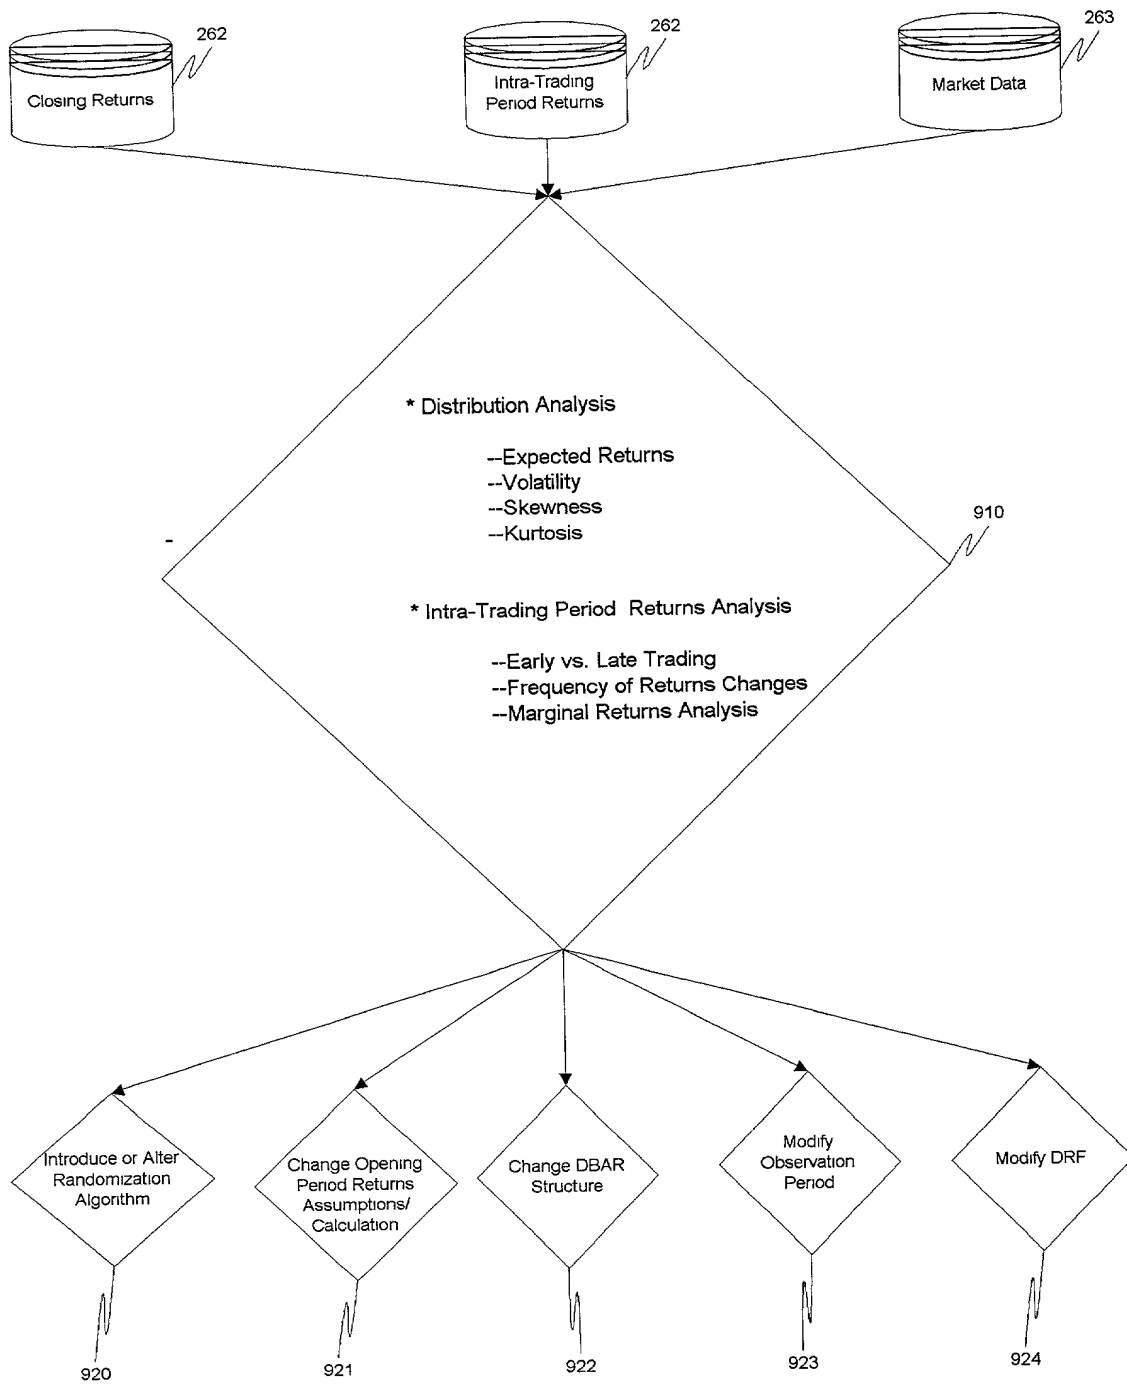 262
262
263
Closing Returns
Intra-Trading
Period Returns
Market Data
* Distribution Analysis
--Expected Returns
--Volatility
--Skewness
--Kurtosis
910
* Intra-Trading Period Returns Analysis
--Early vs. Late Trading
--Frequency of Returns Changes
--Marginal Returns Analysis
Introduce or Alter
Randomization
Algorithm
Change Opening
Period Returns
Assumptions/
Calculation
Change DBAR
Structure
Modify
Observation
Period
Modify DRF
920
921
922
923
924